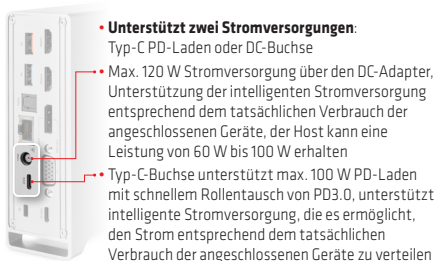 • Unterstützt zwei Stromversorgungen:
Typ-C PD-Laden oder DC-Buchse
• Max. 120 W Stromversorgung über den DC-Adapter,
Unterstützung der intelligenten Stromversorgung
entsprechend dem tatsächlichen Verbrauch der
angeschlossenen Geräte, der Host kann eine
Leistung von 60 W bis 100 W erhalten
• Typ-C-Buchse unterstützt max. 100 W PD-Laden
mit schnellem Rollentausch von PD3.0, unterstützt
intelligente Stromversorgung, die es ermöglicht,
den Strom entsprechend dem tatsächlichen
Verbrauch der angeschlossenen Geräte zu verteilen